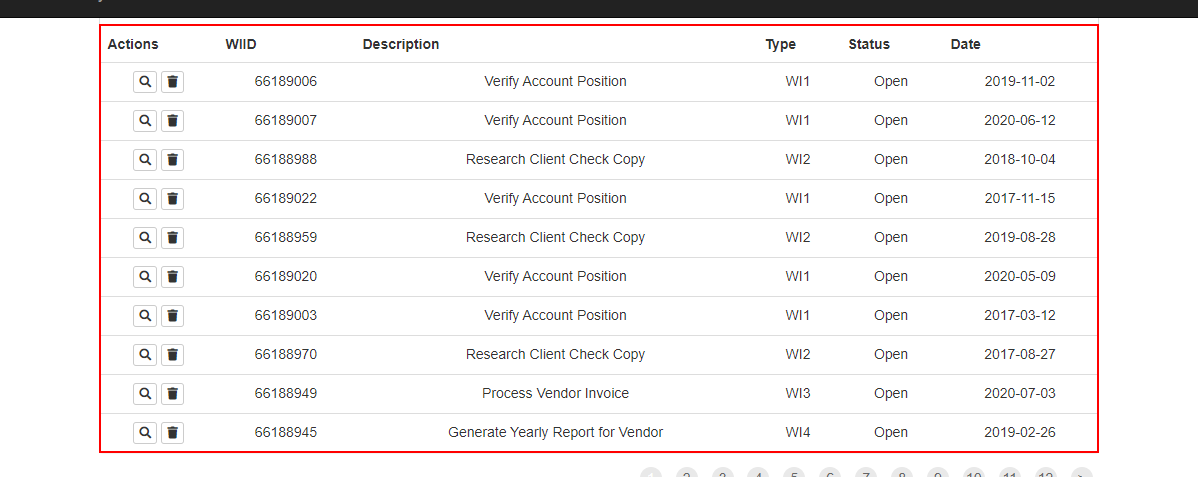 Actions WIID Description Type Status Date
66189006 Verify Account Position WI1 Open 2019-11-02
66189007 Verify Account Position WI1 Open 2020-06-12
66188988 Research Client Check Copy WI2 Open 2018-10-04
66189022 Verify Account Position WI1 Open 2017-11-15
66188959 Research Client Check Copy WI2 Open 2019-08-28
66189020 Verify Account Position WI1 Open 2020-05-09
66189003 Verify Account Position WI1 Open 2017-03-12
66188970 Research Client Check Copy WI2 Open 2017-08-27
66188949 Process Vendor Invoice WI3 Open 2020-07-03
66188945 Generate Yearly Report for Vendor WI4 Open 2019-02-26
1 2 3 4 5 6 7 8 9 10 11 12 >